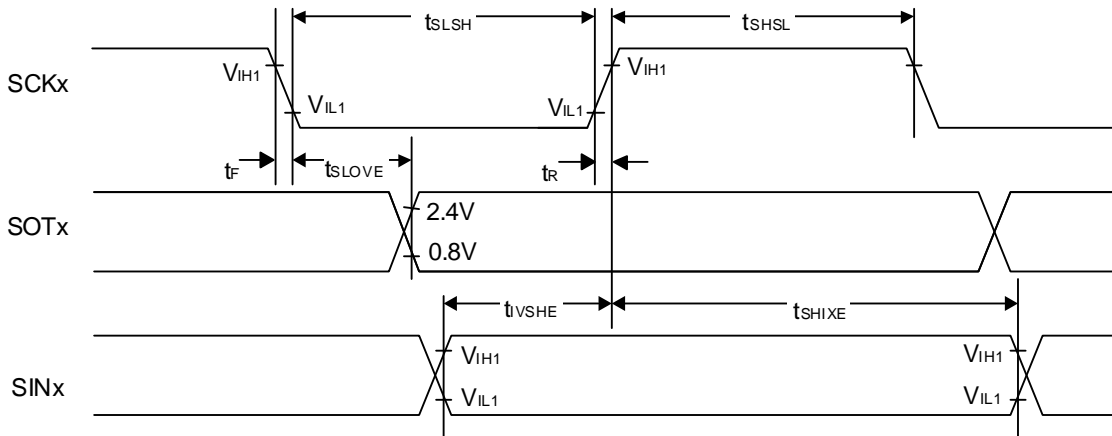 tSLSH
tSHSL
SCKx
VIH1
VIL1
VIL1
VIH1
tF
tSLOVE
tR
SOTx
2.4V
0.8V
tIVSHE
tSHIXE
SINx
VIH1
VIL1
VIH1
VIL1